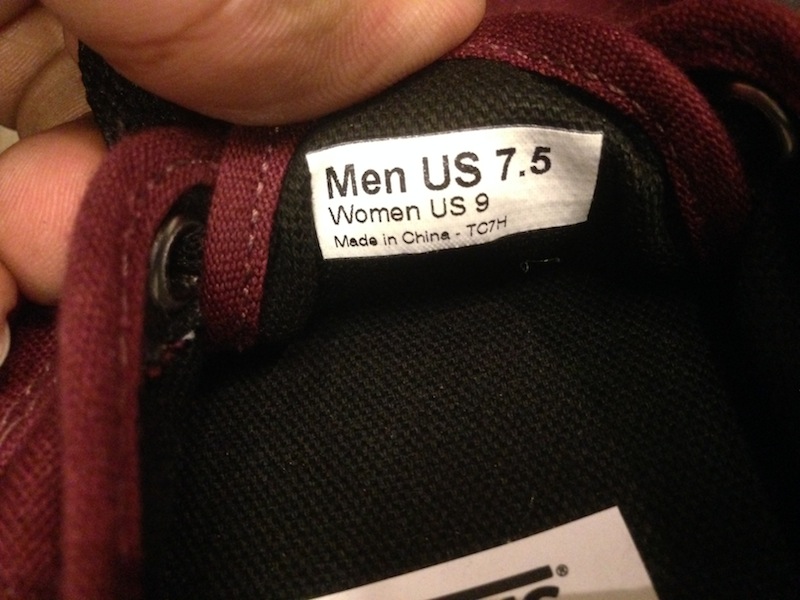 Men US 7.5
Women US 9
Made in China - TC7H
®